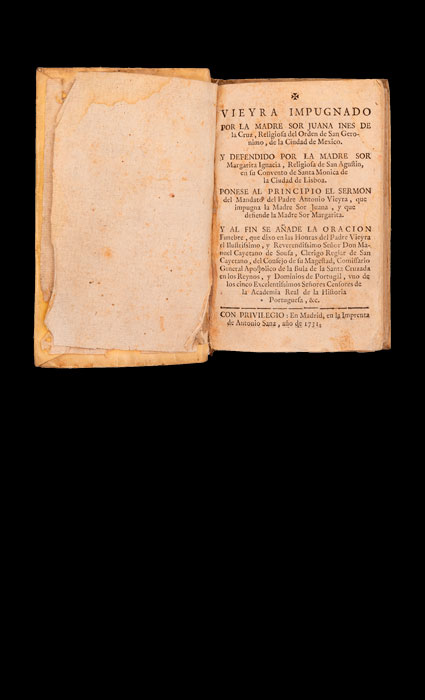 ✠
VIEYRA IMPUGNADO
POR LA MADRE SOR JUANA INES DE
la Cruz, Religiosa del Orden de San Gero-
nimo, de la Ciudad de Mexico.
Y DEFENDIDO POR LA MADRE SOR
Margarita Ignacia, Religiosa de San Agustin,
en su Convento de Santa Monica de
la Ciudad de Lisboa.
PONESE AL PRINCIPIO EL SERMON
del Mandato del Padre Antonio Vieyra, que
impugna la Madre Sor Juana, y que
defiende la Madre Sor Margarita.
Y AL FIN SE AÑADE LA ORACION
Funebre, que dixo en las Honras del Padre Vieyra
el Ilustrissimo, y Reverendissimo Señor Don Ma-
nuel Cayetano de Sousa, Clerigo Reglar de San
Cayetano, del Consejo de su Magestad, Comissario
General Apostolico de la Bula de la Santa Cruzada
en los Reynos, y Dominios de Portugal, vno de
los cinco Excelentissimos Señores Censores de
la Academia Real de la Historia
Portuguesa, &c.
CON PRIVILEGIO: En Madrid, en la Imprenta
de Antonio Sanz, año de 1731.